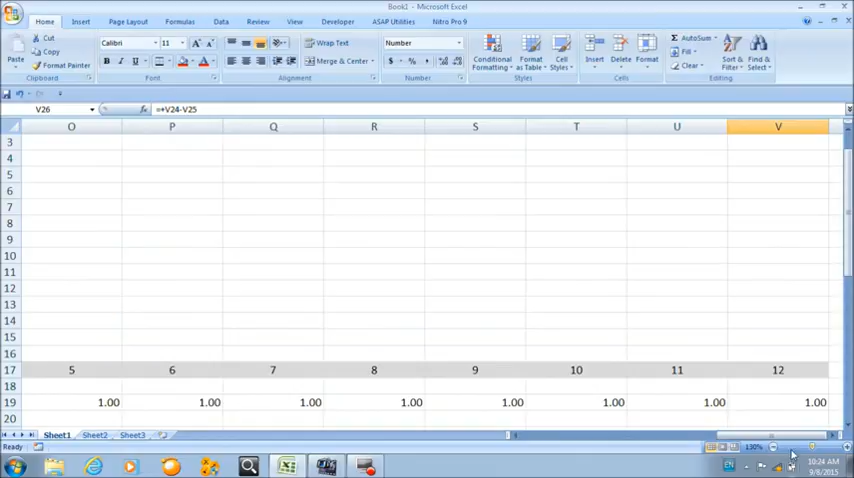 Book1 - Microsoft Excel
Home Insert Page Layout Formulas Data Review View Developer ASAP Utilities Nitro Pro 9
Paste
Cut
Copy
Format Painter
Clipboard
Calibri 11
B I U
Font
Wrap Text
Merge & Center
Alignment
Number
$ % ,
Number
Conditional Formatting
Format as Table
Cell Styles
Styles
Insert Delete Format
Cells
Σ AutoSum
Fill
Clear
Sort & Filter
Find & Select
Editing
V26 fx =+V24-V25
O P Q R S T U V
3
4
5
6
7
8
9
10
11
12
13
14
15
16
17 5 6 7 8 9 10 11 12
18
19 1.00 1.00 1.00 1.00 1.00 1.00 1.00 1.00
20
Sheet1 Sheet2 Sheet3
Ready 130%
EN 10:24 AM
9/8/2015